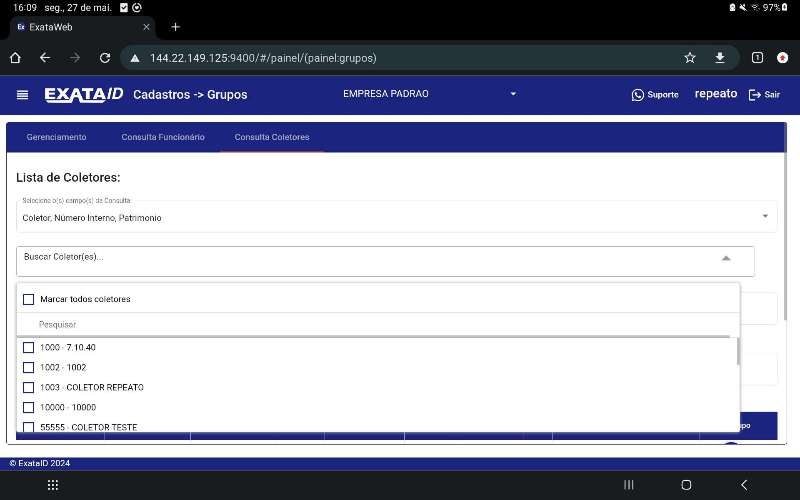 16:09 seg., 27 de mai.
97%
Ex ExataWeb
144.22.149.125:9400/#/painel/(painel:grupos)
1
EXATAID Cadastros -> Grupos EMPRESA PADRAO Suporte repeato Sair
Gerenciamento Consulta Funcionário Consulta Coletores
Lista de Coletores:
Selecione o(s) campo(s) da Consulta
Coletor, Número Interno, Patrimonio
Buscar Coletor(es)...
Marcar todos coletores
Pesquisar
1000 - 7.10.40
1002 - 1002
1003 - COLETOR REPEATO
10000 - 10000
55555 - COLETOR TESTE
© ExataID 2024